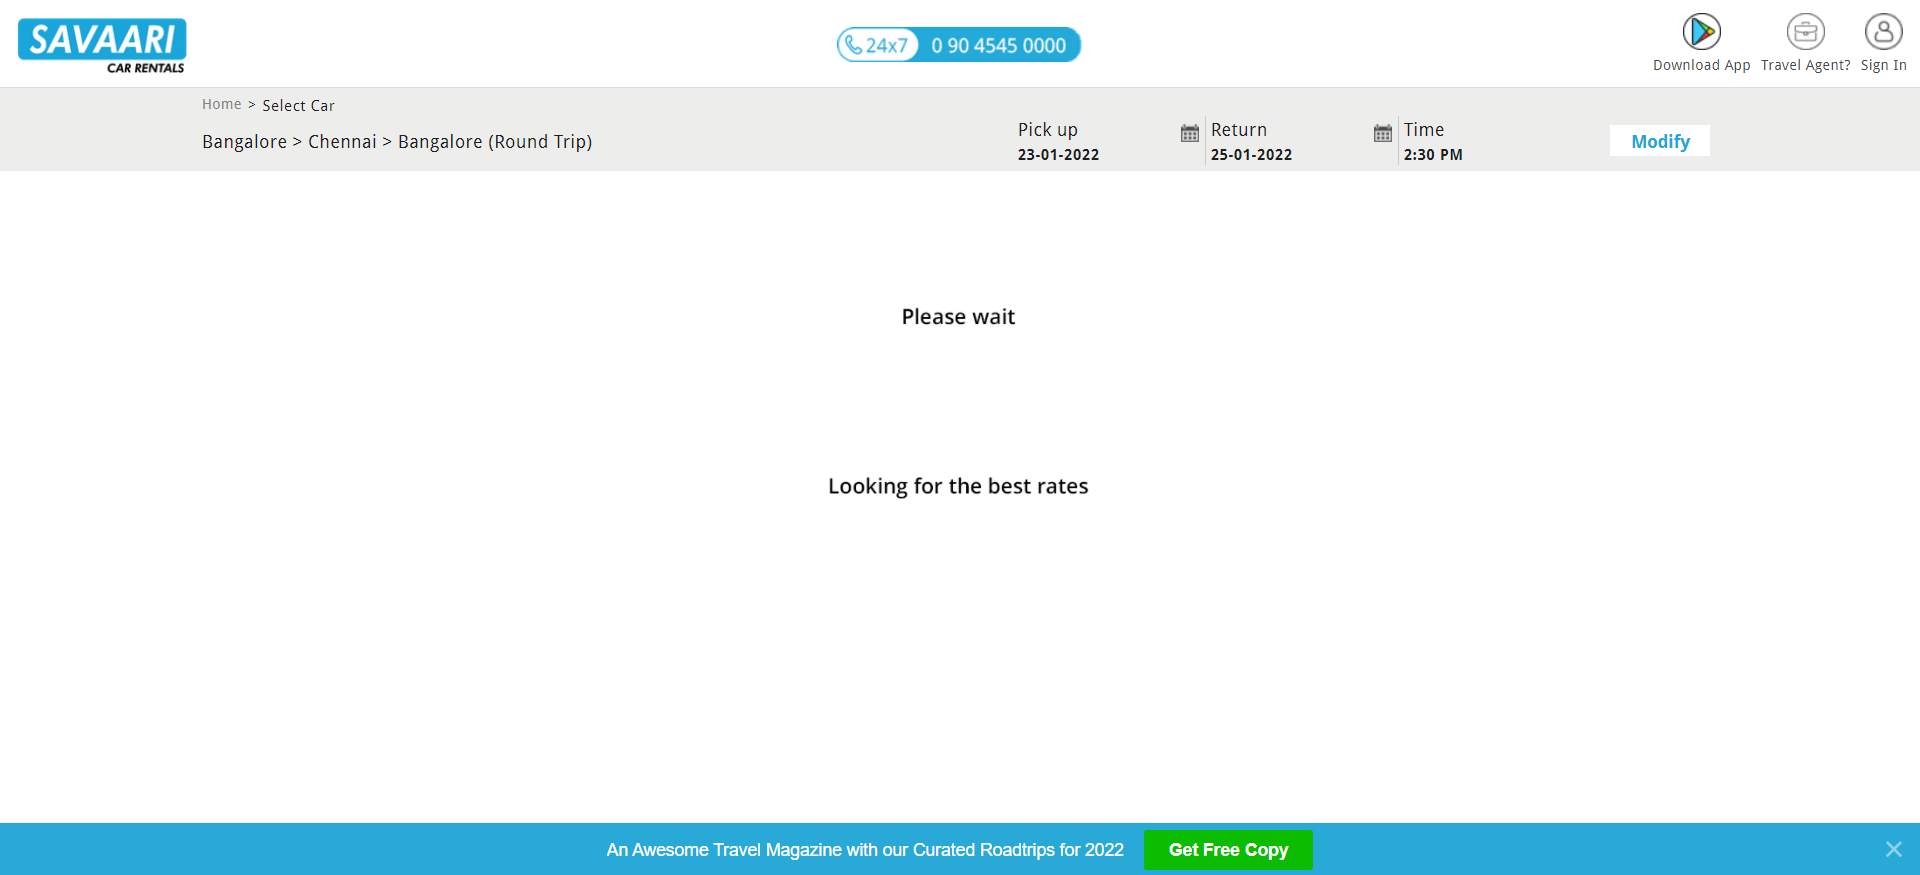 SAVAARI
CAR RENTALS
24x7 0 90 4545 0000
Download App Travel Agent? Sign In
Home > Select Car
Bangalore > Chennai > Bangalore (Round Trip)
Pick up
23-01-2022
Return
25-01-2022
Time
2:30 PM
Modify
Please wait
Looking for the best rates
An Awesome Travel Magazine with our Curated Roadtrips for 2022 Get Free Copy